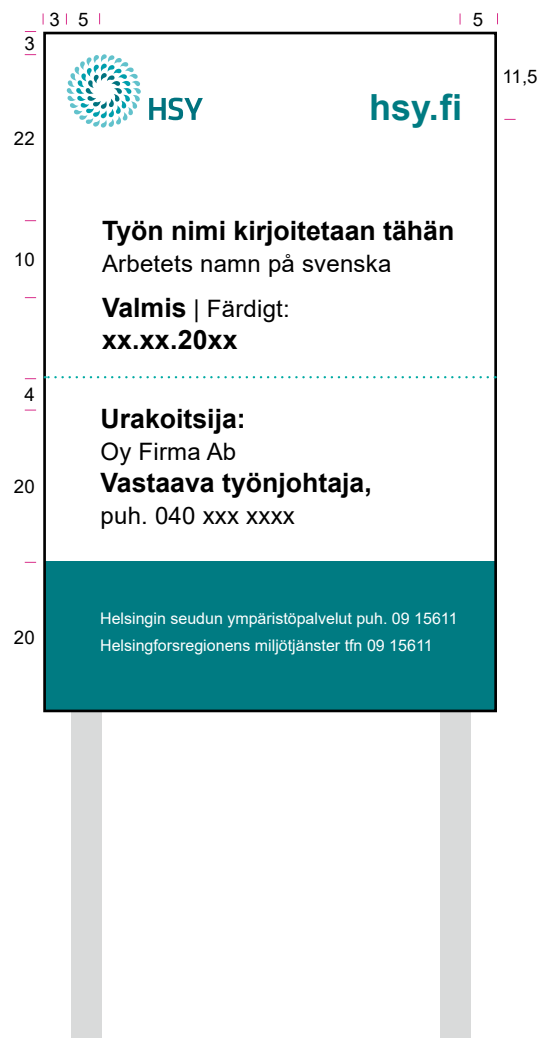 3 5 5
3
11,5
HSY hsy.fi
22
Työn nimi kirjoitetaan tähän
10 Arbetets namn på svenska
Valmis | Färdigt:
xx.xx.20xx
4
Urakoitsija:
Oy Firma Ab
20 Vastaava työnjohtaja,
puh. 040 xxx xxxx
Helsingin seudun ympäristöpalvelut puh. 09 15611
20 Helsingforsregionens miljötjänster tfn 09 15611